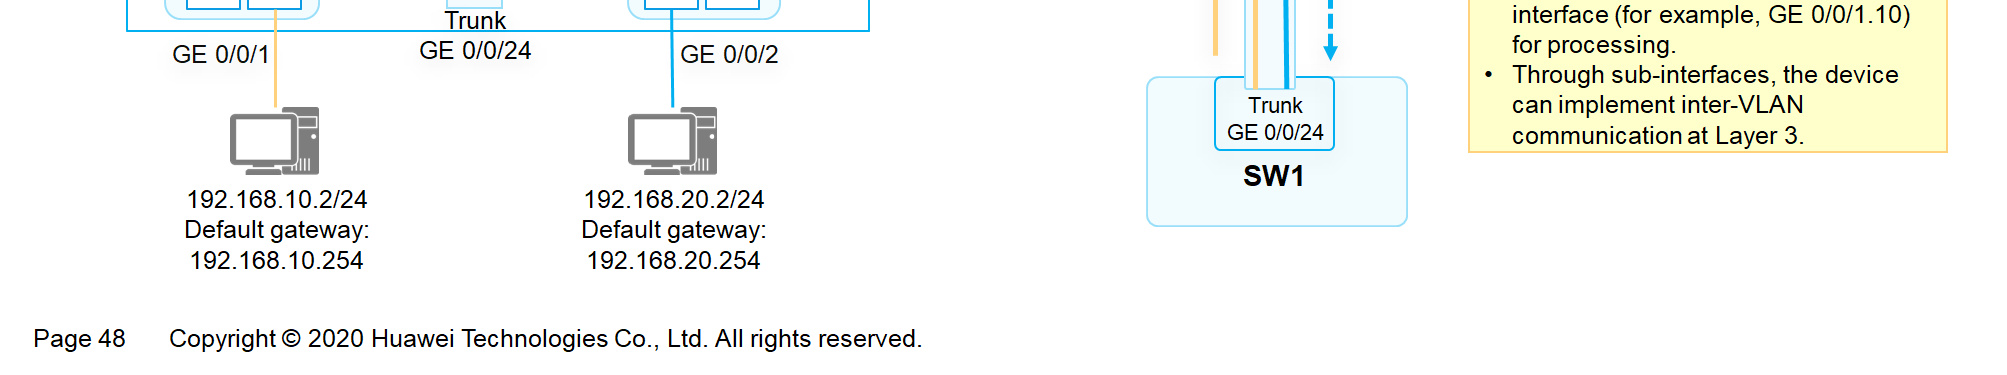 Trunk
GE 0/0/24
GE 0/0/1
GE 0/0/2
192.168.10.2/24
Default gateway:
192.168.10.254
192.168.20.2/24
Default gateway:
192.168.20.254
Trunk
GE 0/0/24
SW1
interface (for example, GE 0/0/1.10)
for processing.
• Through sub-interfaces, the device
can implement inter-VLAN
communication at Layer 3.
Page 48 Copyright © 2020 Huawei Technologies Co., Ltd. All rights reserved.